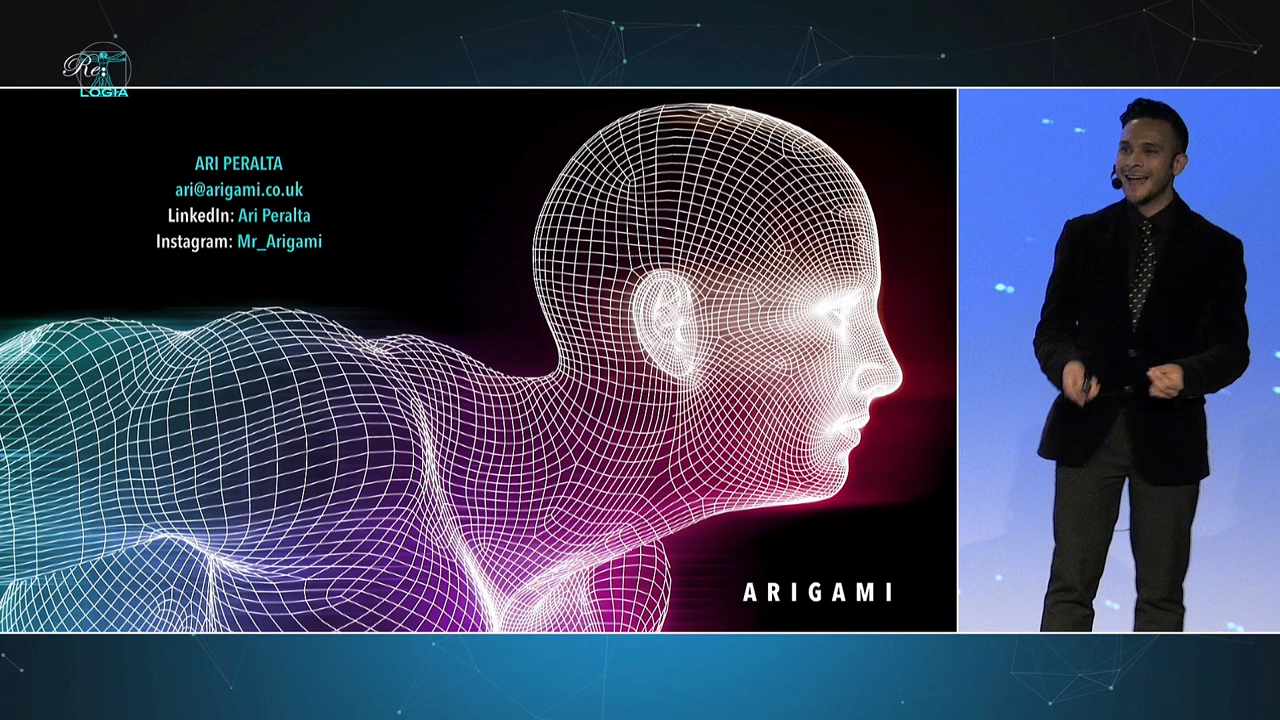 Re:
LOGIA
ARI PERALTA
ari@arigami.co.uk
LinkedIn: Ari Peralta
Instagram: Mr_Arigami
ARIGAMI